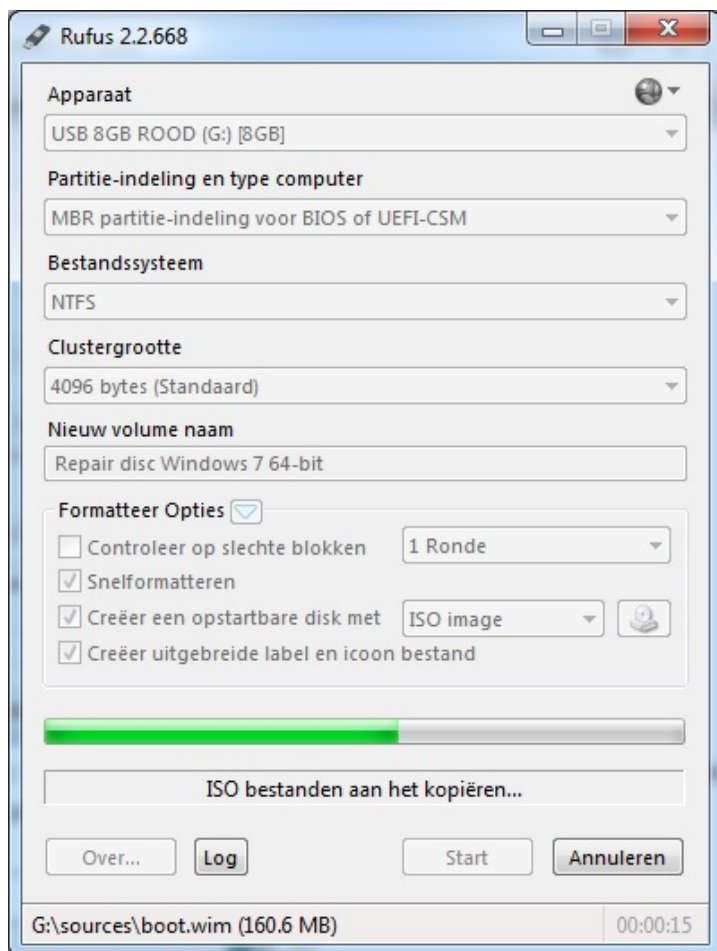 Rufus 2.2.668
Apparaat
USB 8GB ROOD (G:) [8GB]
Partitie-indeling en type computer
MBR partitie-indeling voor BIOS of UEFI-CSM
Bestandssysteem
NTFS
Clustergrootte
4096 bytes (Standaard)
Nieuw volume naam
Repair disc Windows 7 64-bit
Formatteer Opties
Controleer op slechte blokken 1 Ronde
Snelformatteren
Creëer een opstartbare disk met ISO image
Creëer uitgebreide label en icoon bestand
ISO bestanden aan het kopiëren...
Over... Log Start Annuleren
G:\sources\boot.wim (160.6 MB) 00:00:15